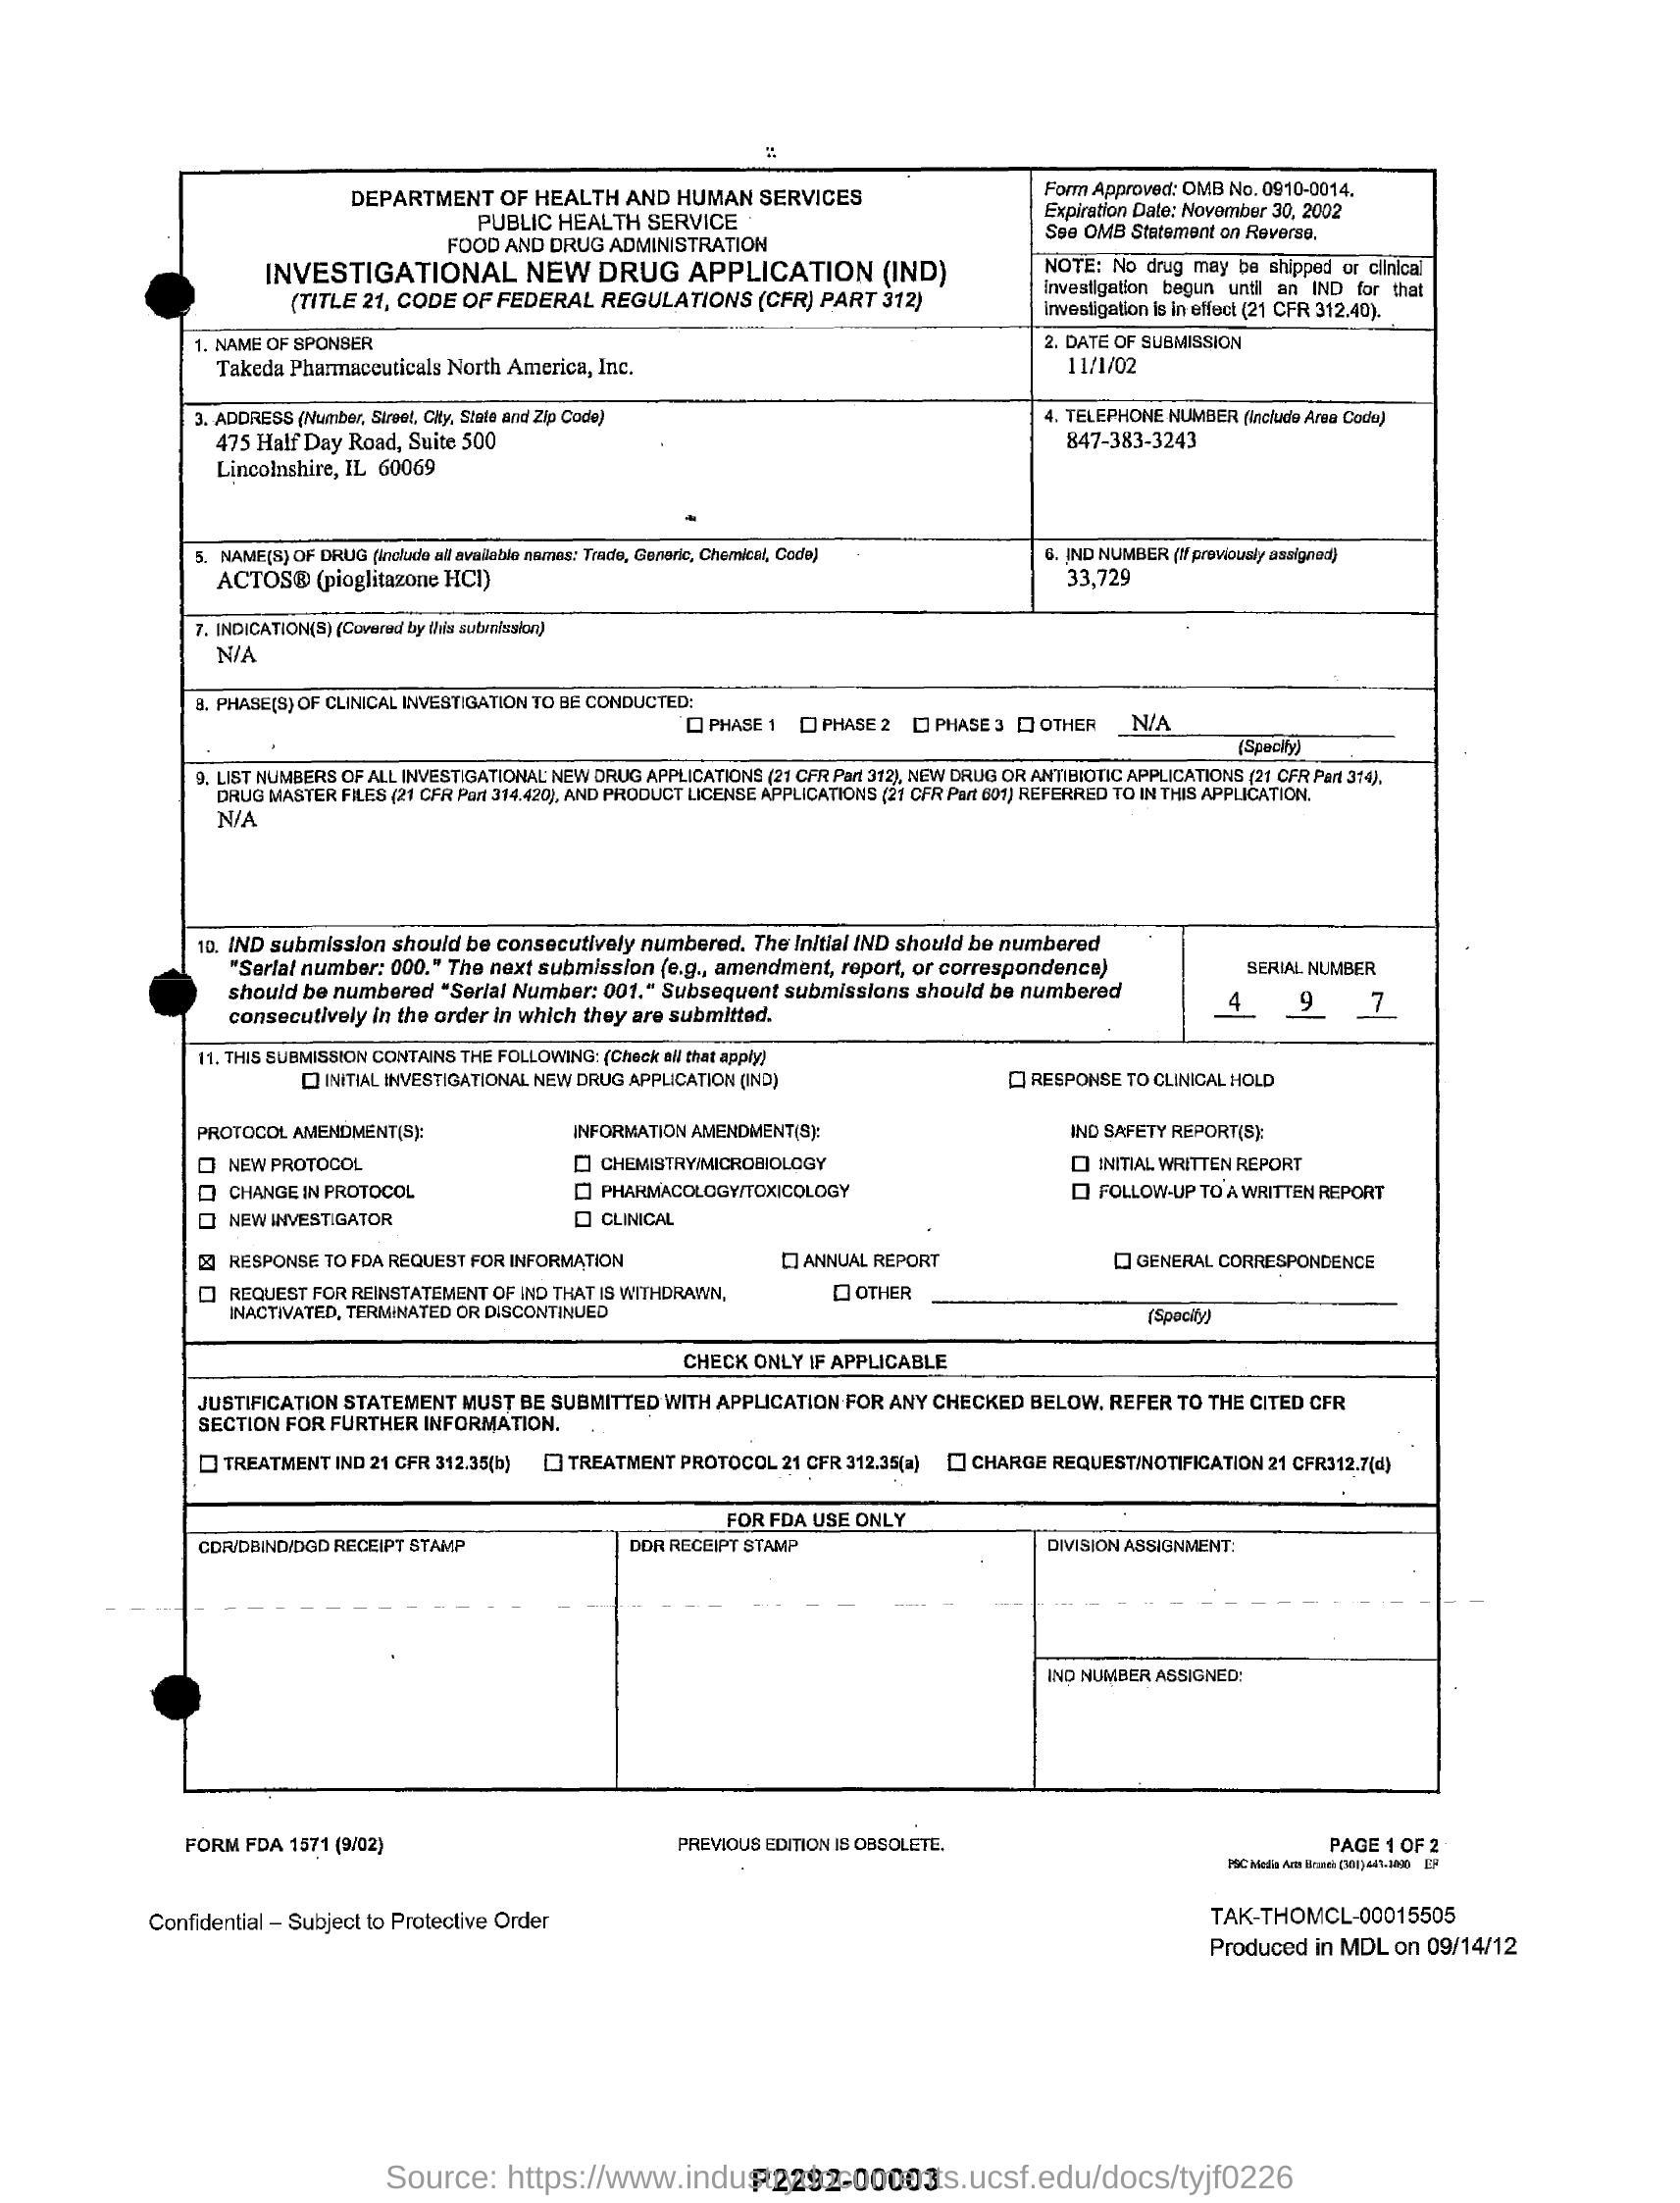 DEPARTMENT OF HEALTH AND HUMAN SERVICES
PUBLIC HEALTH SERVICE
FOOD AND DRUG ADMINISTRATION
INVESTIGATIONAL NEW DRUG APPLICATION (IND)
(TITLE 21, CODE OF FEDERAL REGULATIONS (CFR) PART 312)
Form Approved: OMB No. 0910-0014.
Expiration Date: November 30, 2002
See OMB Statement on Reverse.
NOTE: No drug may be shipped or clinical
investigation begun until an IND for that
investigation is in effect (21 CFR 312.40).
1. NAME OF SPONSER
Takeda Pharmaceuticals North America, Inc.
2. DATE OF SUBMISSION
11/1/02
3. ADDRESS (Number, Street, City, State and Zip Code)
475 Half Day Road, Suite 500
Lincolnshire, IL 60069
4. TELEPHONE NUMBER (Include Area Code)
847-383-3243
5. NAME(S) OF DRUG (Include all available names: Trade, Generic, Chemical, Code)
ACTOS® (pioglitazone HCl)
6. IND NUMBER (If previously assigned)
33,729
7. INDICATION(S) (Covered by this submission)
N/A
8. PHASE(S) OF CLINICAL INVESTIGATION TO BE CONDUCTED:
☐ PHASE 1 ☐ PHASE 2 ☐ PHASE 3 ☐ OTHER N/A
(Specify)
9. LIST NUMBERS OF ALL INVESTIGATIONAL NEW DRUG APPLICATIONS (21 CFR Part 312), NEW DRUG OR ANTIBIOTIC APPLICATIONS (21 CFR Part 314),
DRUG MASTER FILES (21 CFR Part 314.420), AND PRODUCT LICENSE APPLICATIONS (21 CFR Part 601) REFERRED TO IN THIS APPLICATION.
N/A
10. IND submission should be consecutively numbered. The initial IND should be numbered
"Serial number: 000." The next submission (e.g., amendment, report, or correspondence)
should be numbered "Serial Number: 001." Subsequent submissions should be numbered
consecutively in the order in which they are submitted.
SERIAL NUMBER
4 9 7
11. THIS SUBMISSION CONTAINS THE FOLLOWING: (Check all that apply)
☐ INITIAL INVESTIGATIONAL NEW DRUG APPLICATION (IND) ☐ RESPONSE TO CLINICAL HOLD
PROTOCOL AMENDMENT(S): INFORMATION AMENDMENT(S): IND SAFETY REPORT(S):
☐ NEW PROTOCOL ☐ CHEMISTRY/MICROBIOLOGY ☐ INITIAL WRITTEN REPORT
☐ CHANGE IN PROTOCOL ☐ PHARMACOLOGY/TOXICOLOGY ☐ FOLLOW-UP TO A WRITTEN REPORT
☐ NEW INVESTIGATOR ☐ CLINICAL
☒ RESPONSE TO FDA REQUEST FOR INFORMATION ☐ ANNUAL REPORT ☐ GENERAL CORRESPONDENCE
☐ REQUEST FOR REINSTATEMENT OF IND THAT IS WITHDRAWN, ☐ OTHER
INACTIVATED, TERMINATED OR DISCONTINUED (Specify)
CHECK ONLY IF APPLICABLE
JUSTIFICATION STATEMENT MUST BE SUBMITTED WITH APPLICATION FOR ANY CHECKED BELOW. REFER TO THE CITED CFR
SECTION FOR FURTHER INFORMATION.
☐ TREATMENT IND 21 CFR 312.35(b) ☐ TREATMENT PROTOCOL 21 CFR 312.35(a) ☐ CHARGE REQUEST/NOTIFICATION 21 CFR312.7(d)
FOR FDA USE ONLY
CDR/DBIND/DGD RECEIPT STAMP
DDR RECEIPT STAMP
DIVISION ASSIGNMENT:
IND NUMBER ASSIGNED:
FORM FDA 1571 (9/02) PREVIOUS EDITION IS OBSOLETE. PAGE 1 OF 2
PSC Media Arts Branch (301) 443-1090 EF
Confidential – Subject to Protective Order
TAK-THOMCL-00015505
Produced in MDL on 09/14/12
P2292-00003
Source: https://www.industrydocuments.ucsf.edu/docs/tyjf0226